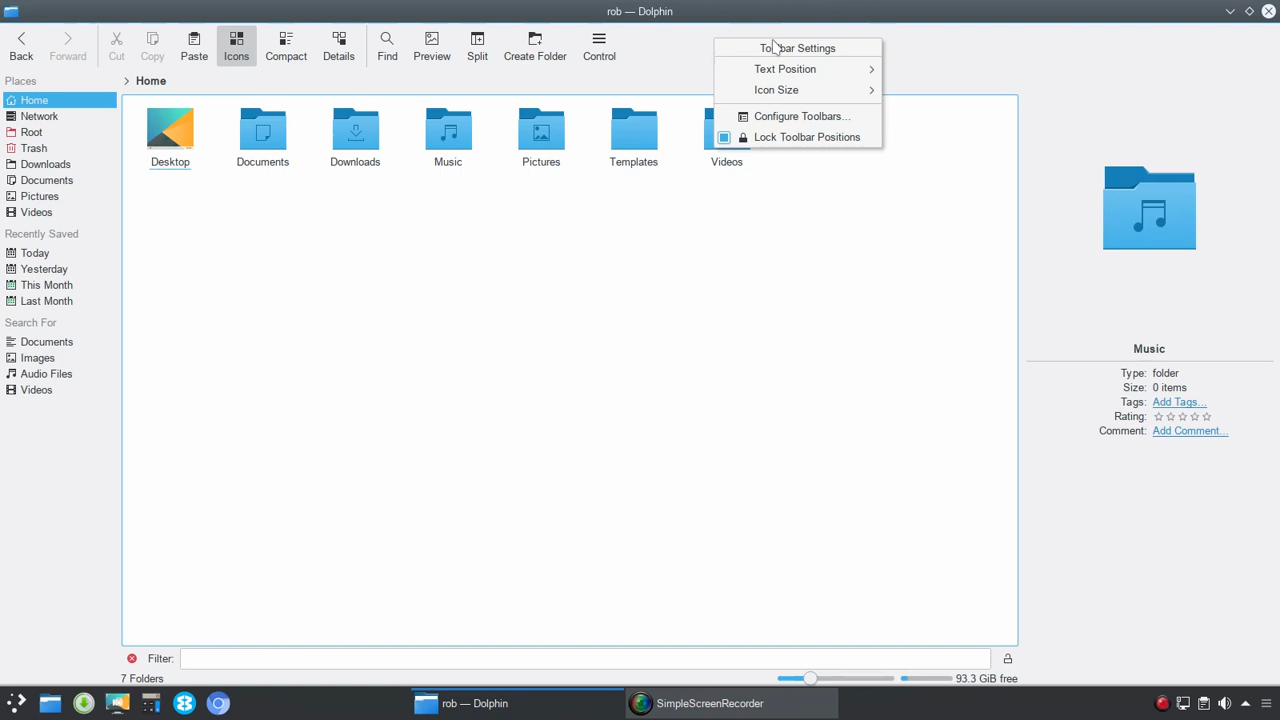 rob — Dolphin
Back Forward Cut Copy Paste Icons Compact Details Find Preview Split Create Folder Control
Toolbar Settings
Text Position
Icon Size
Configure Toolbars...
Lock Toolbar Positions
Places
Home
Network
Root
Trash
Downloads
Documents
Pictures
Videos
Recently Saved
Today
Yesterday
This Month
Last Month
Search For
Documents
Images
Audio Files
Videos
Home
Desktop Documents Downloads Music Pictures Templates Videos
Music
Type: folder
Size: 0 items
Tags: Add Tags...
Rating:
Comment: Add Comment...
Filter:
7 Folders
93.3 GiB free
rob — Dolphin
SimpleScreenRecorder